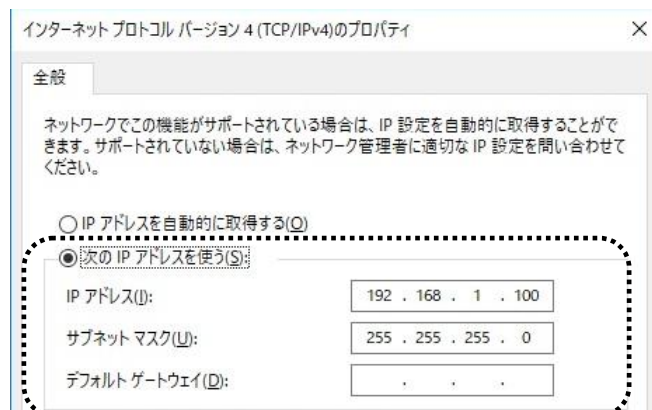 インターネット プロトコル バージョン 4 (TCP/IPv4)のプロパティ
全般
ネットワークでこの機能がサポートされている場合は、IP 設定を自動的に取得することがで
きます。サポートされていない場合は、ネットワーク管理者に適切な IP 設定を問い合わせて
ください。
IP アドレスを自動的に取得する(O)
次の IP アドレスを使う(S):
IP アドレス(I): 192 . 168 . 1 . 100
サブネット マスク(U): 255 . 255 . 255 . 0
デフォルト ゲートウェイ(D): . . .